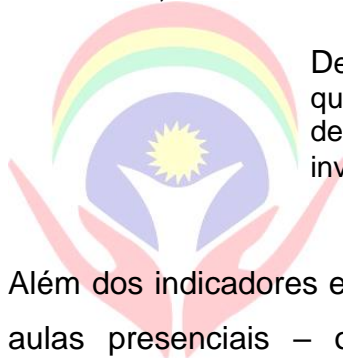 De
qu
de
inv
Além dos indicadores e
aulas presenciais –